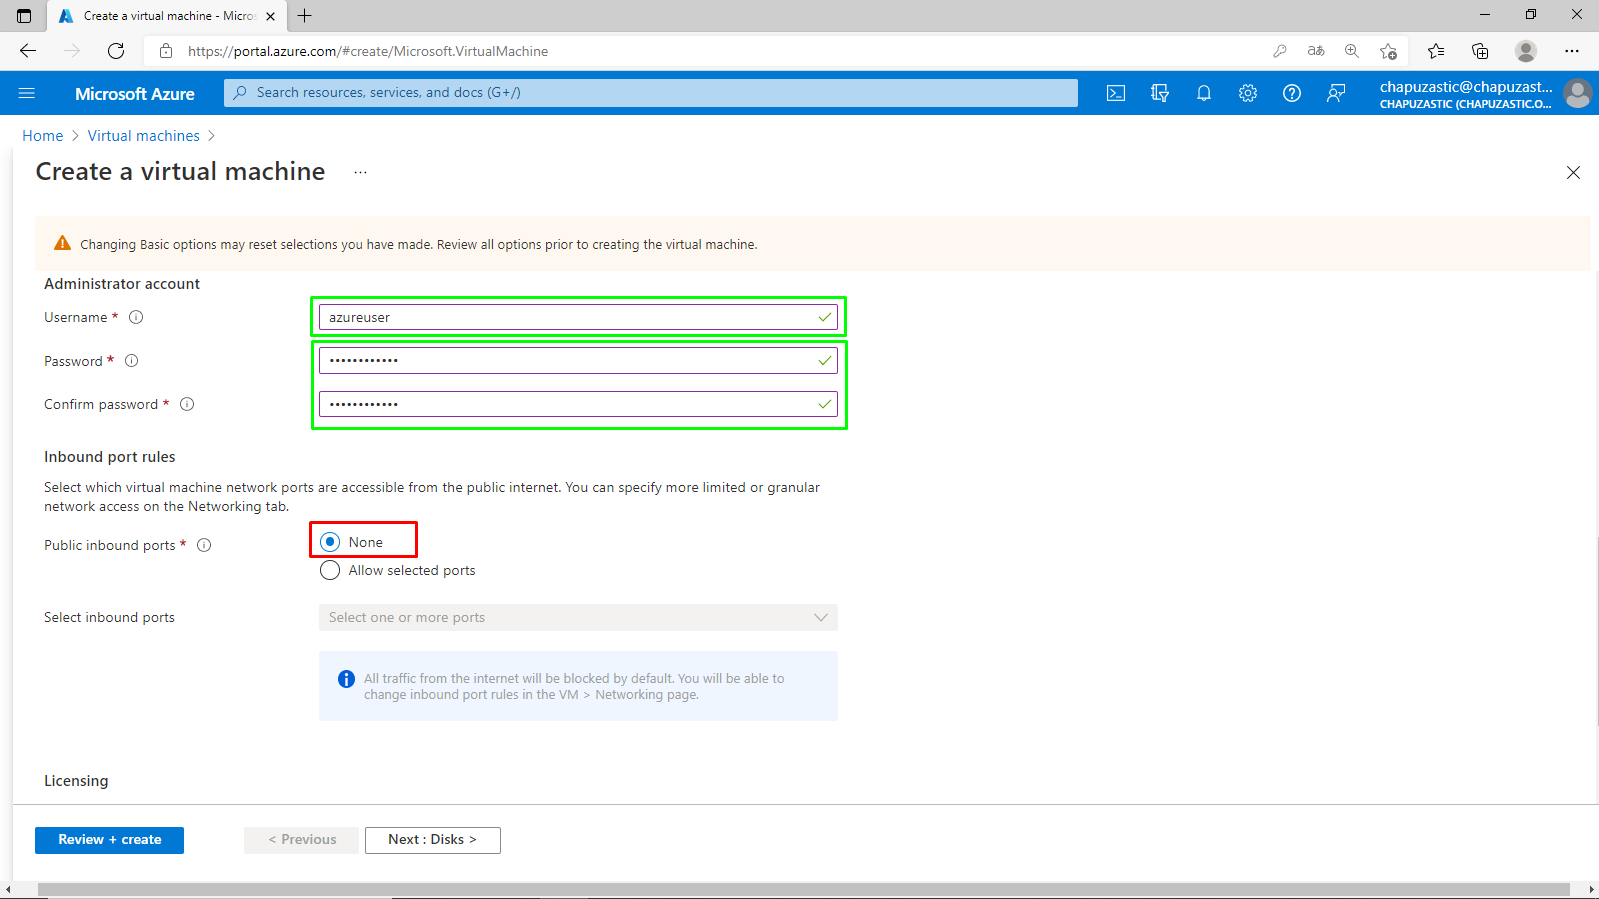 Create a virtual machine - Micros
https://portal.azure.com/#create/Microsoft.VirtualMachine
Microsoft Azure
Search resources, services, and docs (G+/)
chapuzastic@chapuzast...
CHAPUZASTIC (CHAPUZASTIC.O...
Home > Virtual machines >
Create a virtual machine ...
Changing Basic options may reset selections you have made. Review all options prior to creating the virtual machine.
Administrator account
Username *
azureuser
Password *
••••••••••••
Confirm password *
••••••••••••
Inbound port rules
Select which virtual machine network ports are accessible from the public internet. You can specify more limited or granular
network access on the Networking tab.
Public inbound ports *
None
Allow selected ports
Select inbound ports
Select one or more ports
All traffic from the internet will be blocked by default. You will be able to
change inbound port rules in the VM > Networking page.
Licensing
Review + create
< Previous
Next : Disks >